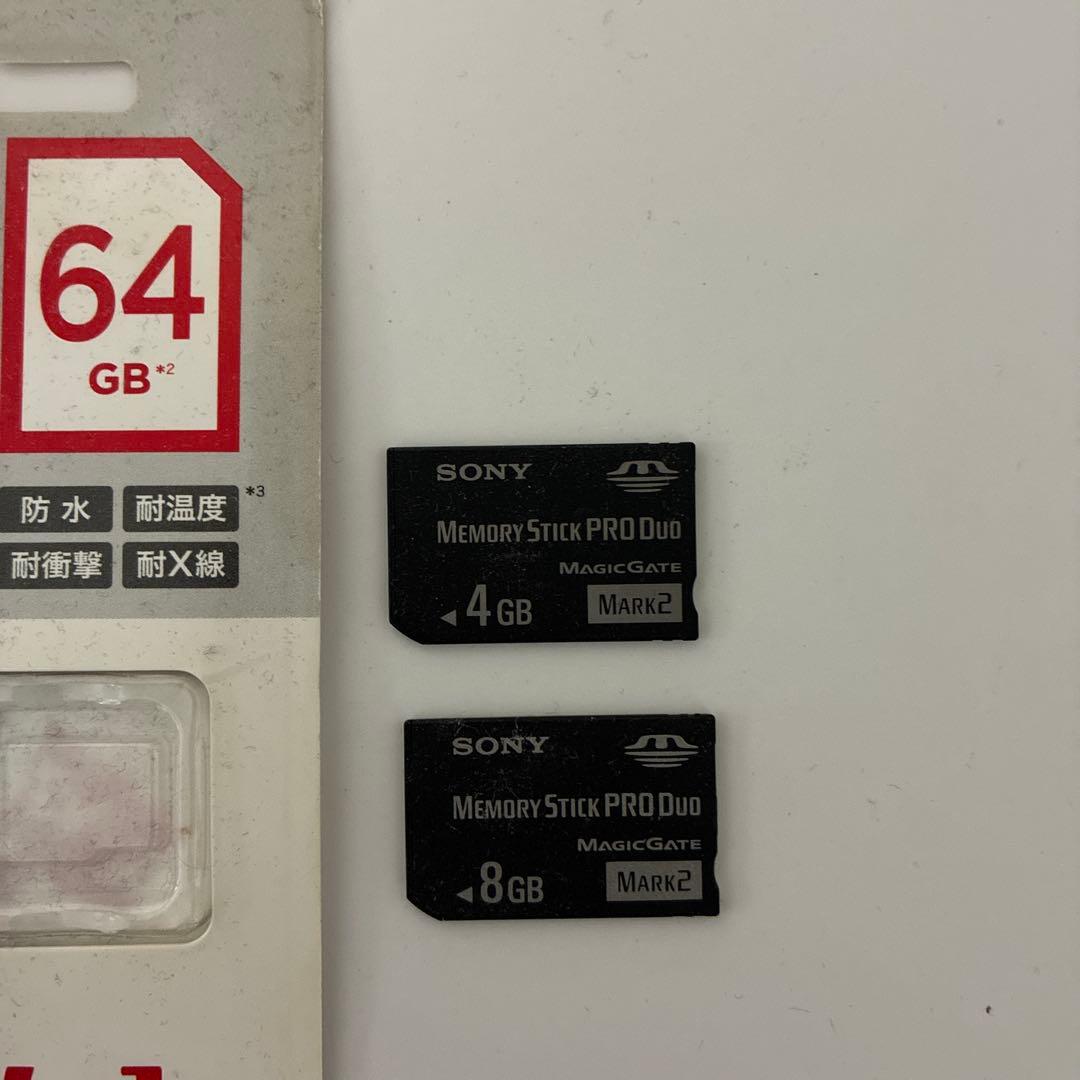 64
GB*2
防水
耐温度
*3
耐衝撃
耐X線
SONY
MEMORY STICK PRO DUO
MAGICGATE
4GB
MARK2
SONY
MEMORY STICK PRO DUO
MAGICGATE
8GB
MARK2